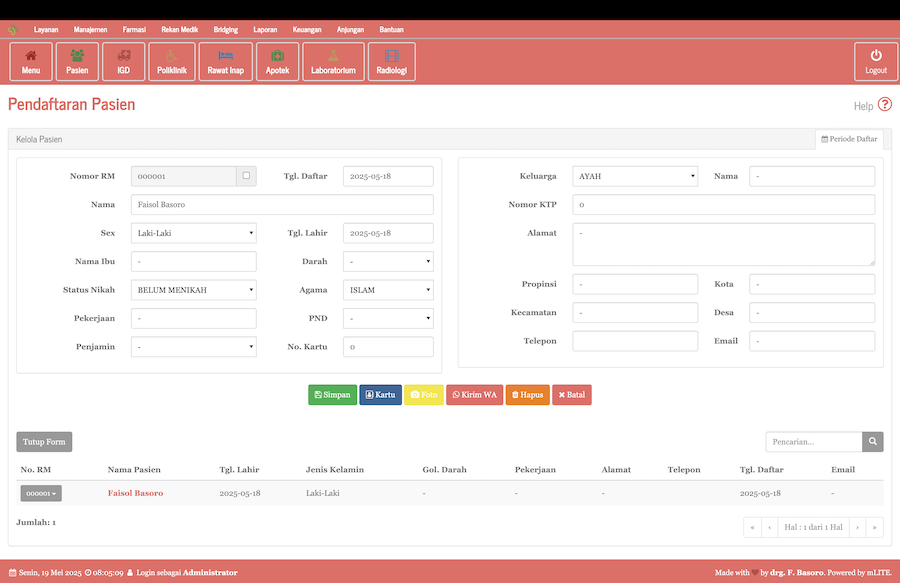 Layanan Manajemen Farmasi Rekan Medik Bridging Laporan Keuangan Anjungan Bantuan
Menu Pasien IGD Poliklinik Rawat Inap Apotek Laboratorium Radiologi Logout
Pendaftaran Pasien
Help ?
Kelola Pasien
Periode Daftar
Nomor RM 000001 Tgl. Daftar 2025-05-18
Nama Faisol Basoro
Sex Laki-Laki Tgl. Lahir 2025-05-18
Nama Ibu - Darah -
Status Nikah BELUM MENIKAH Agama ISLAM
Pekerjaan - PND -
Penjamin - No. Kartu 0
Keluarga AYAH Nama -
Nomor KTP 0
Alamat -
Propinsi - Kota -
Kecamatan - Desa -
Telepon Email -
Simpan Kartu Foto Kirim WA Hapus Batal
Tutup Form
Pencarian...
No. RM Nama Pasien Tgl. Lahir Jenis Kelamin Gol. Darah Pekerjaan Alamat Telepon Tgl. Daftar Email
000001 Faisol Basoro 2025-05-18 Laki-Laki - - - 2025-05-18 -
Jumlah: 1
« ‹ Hal : 1 dari 1 Hal › »
Senin, 19 Mei 2025 08:05:09 Login sebagai Administrator
Made with by drg. F. Basoro. Powered by mLITE.